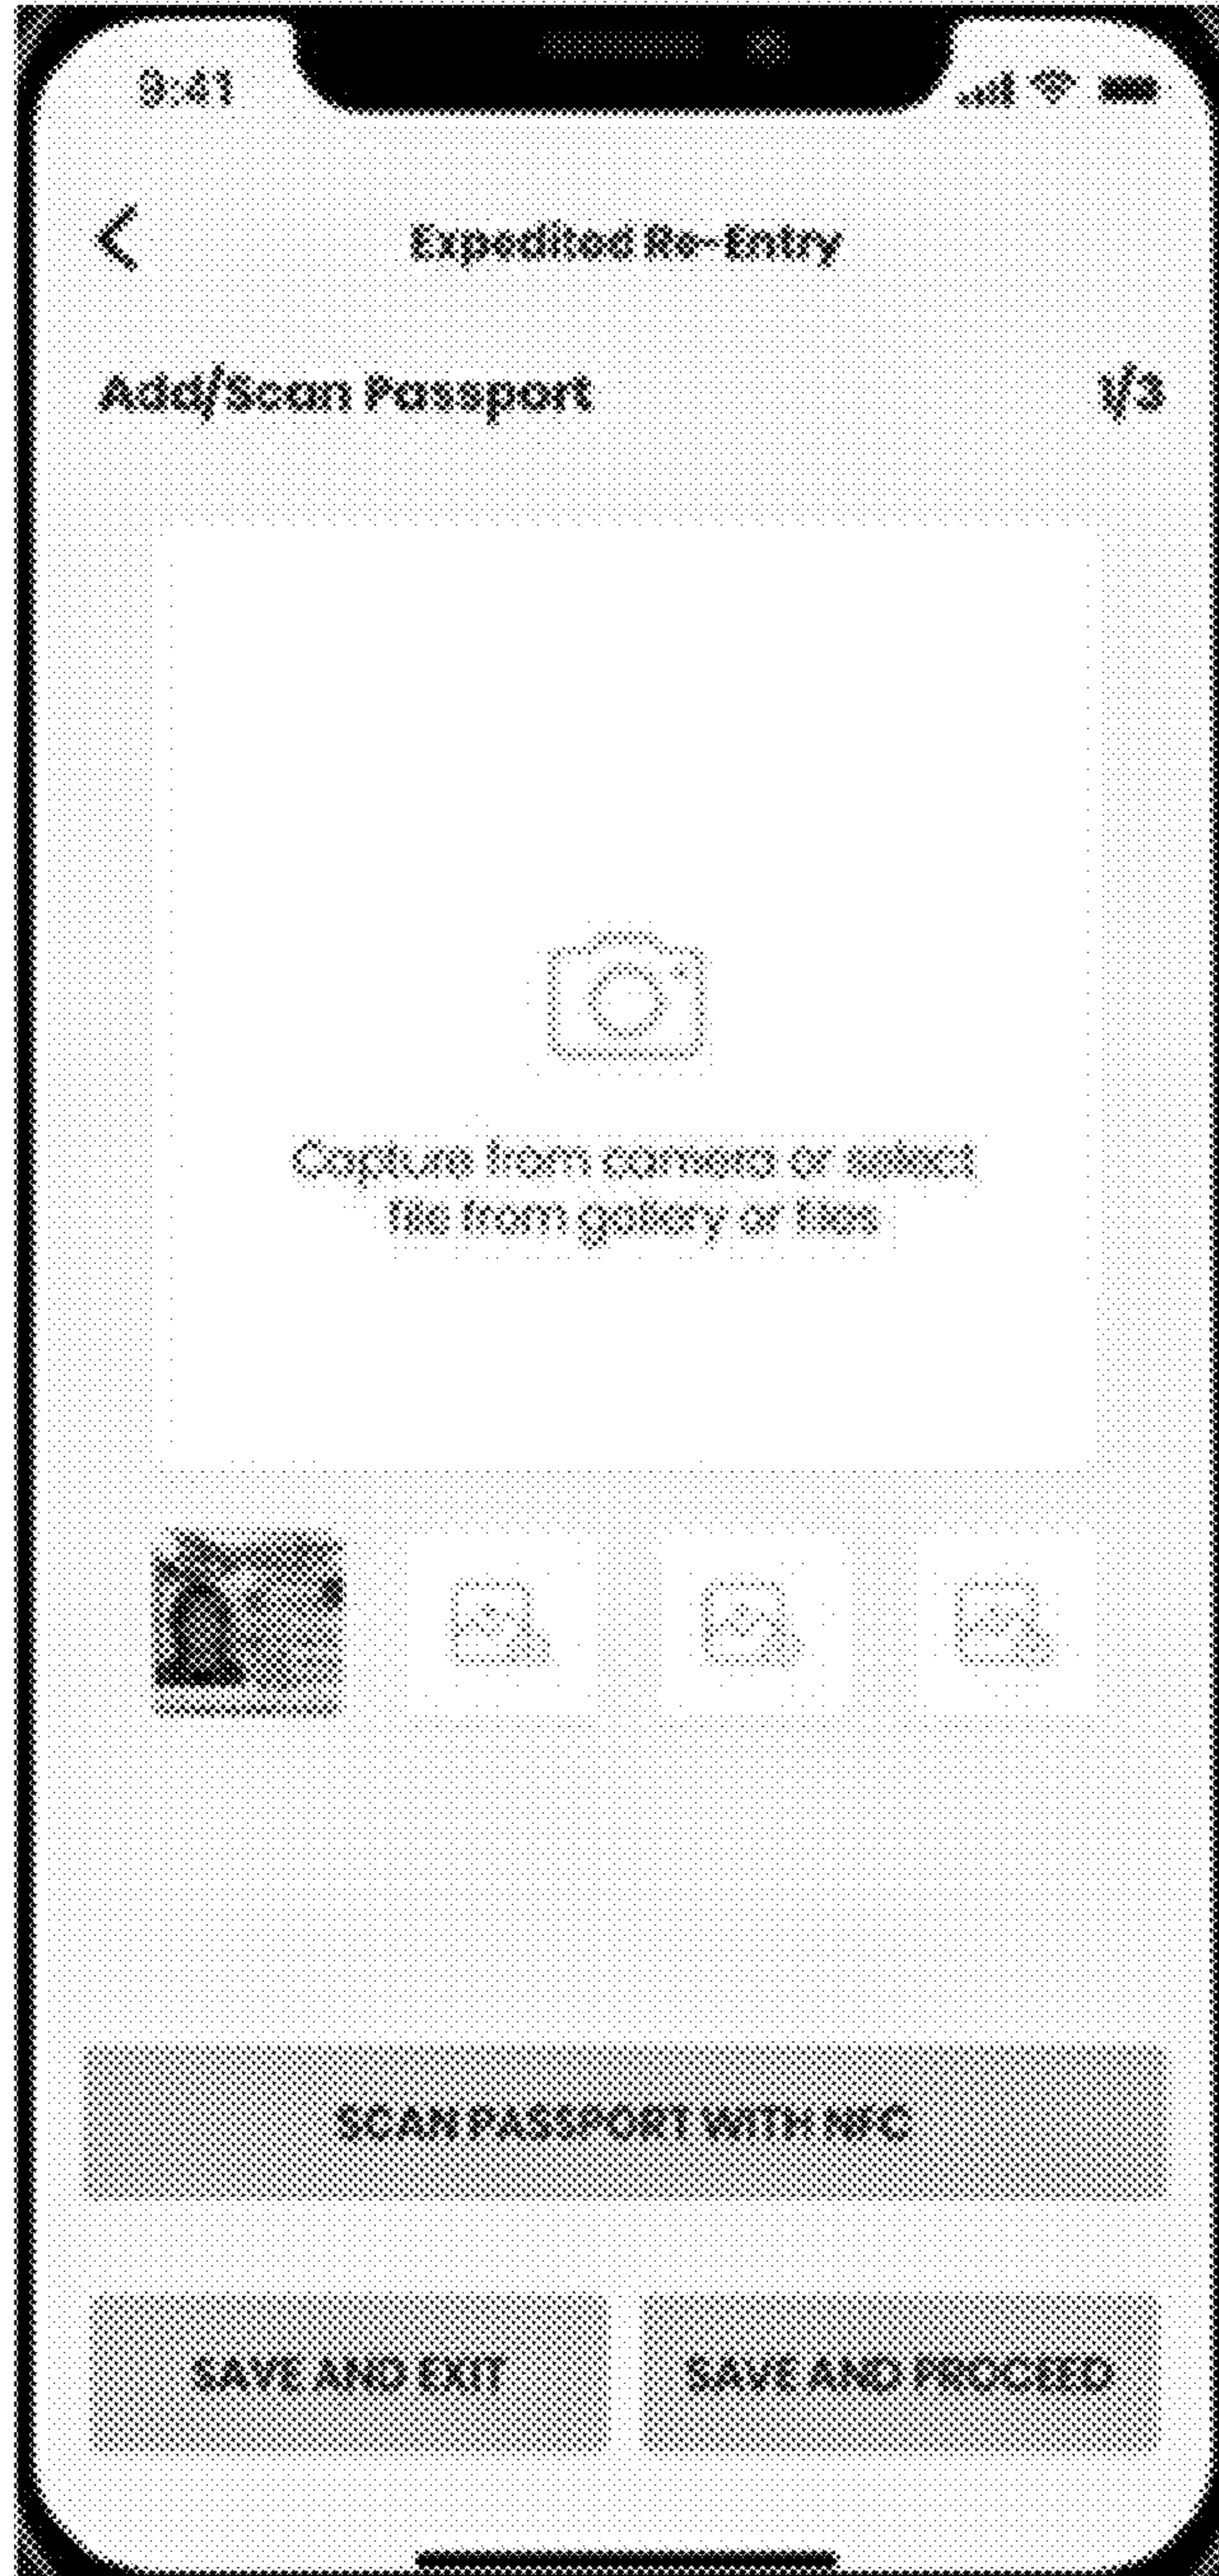 9:41
Expedited Re-Entry
Add/Scan Passport 1/3
Capture from camera or select
file from gallery or files
SCAN PASSPORT WITH NFC
SAVE AND EXIT SAVE AND PROCEED